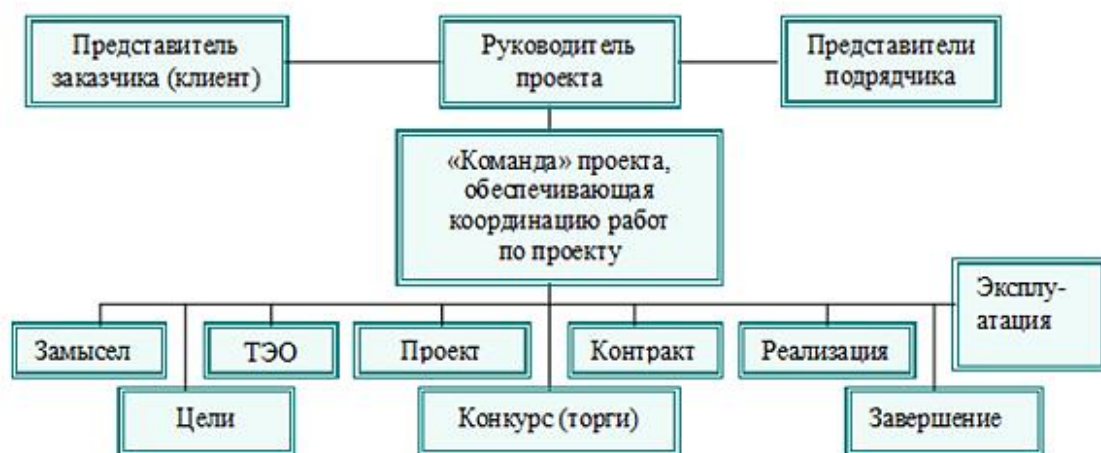 Представитель
заказчика (клиент)
Руководитель
проекта
Представители
подрядчика
«Команда» проекта,
обеспечивающая
координацию работ
по проекту
Эксплу-
атация
Замысел
ТЭО
Проект
Контракт
Реализация
Цели
Конкурс (торги)
Завершение